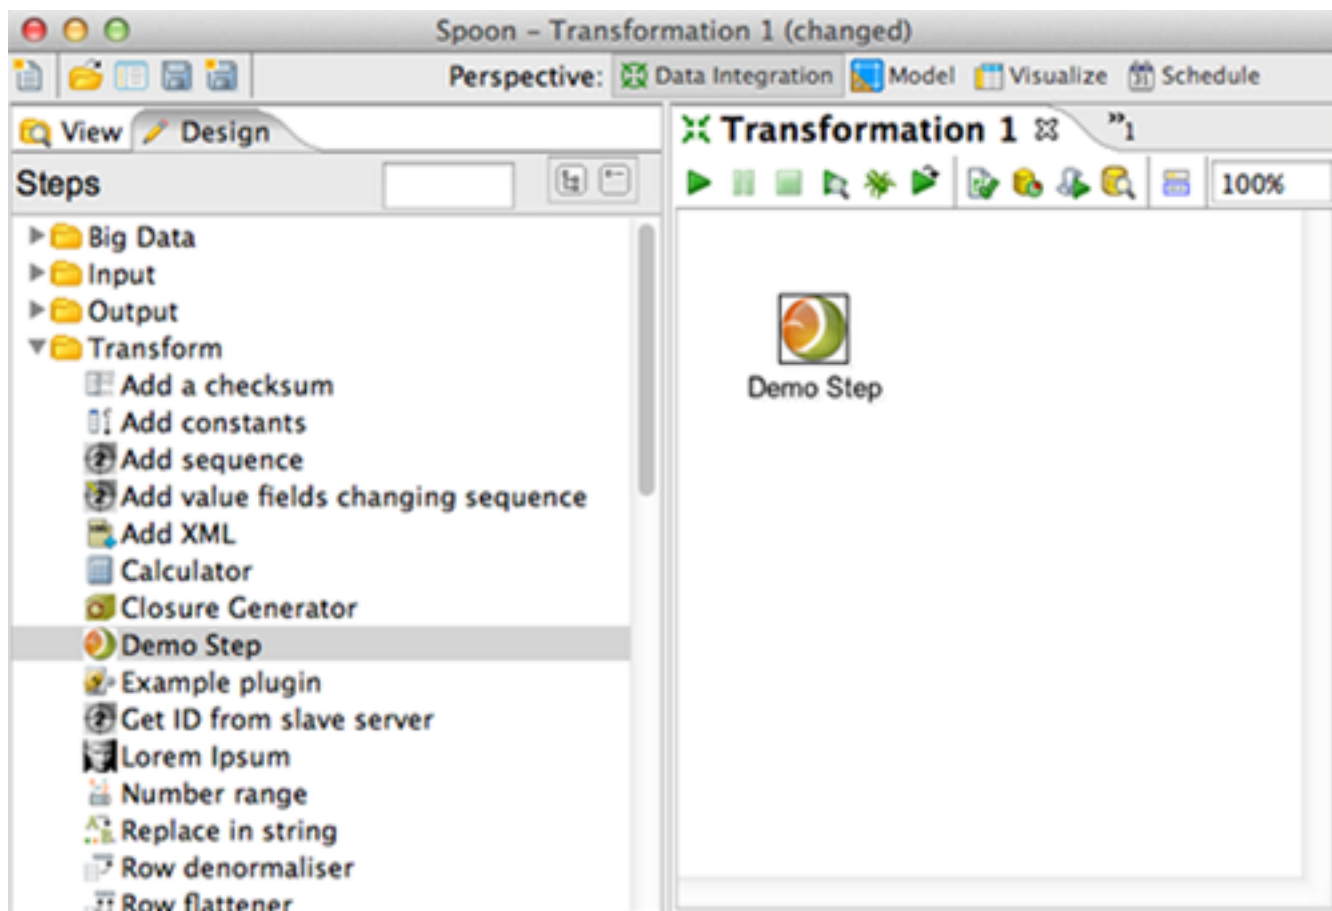 Spoon – Transformation 1 (changed)
Perspective: Data Integration Model Visualize Schedule
View Design
Transformation 1
»1
Steps
100%
Big Data
Input
Output
Transform
Add a checksum
Add constants
Add sequence
Add value fields changing sequence
Add XML
Calculator
Closure Generator
Demo Step
Example plugin
Get ID from slave server
Lorem Ipsum
Number range
Replace in string
Row denormaliser
Row flattener
Demo Step